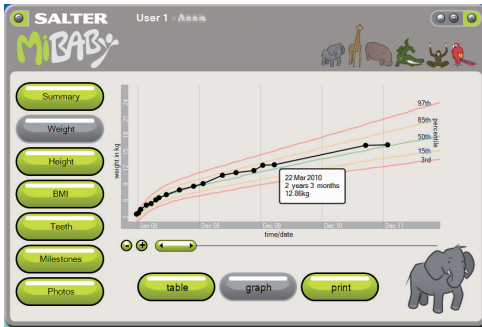 SALTER
User 1
MiBABY
Summary
Weight
Height
BMI
Teeth
Milestones
Photos
weight in kg
97th
85th
50th
15th
3rd
percentile
22 Mar 2010
2 years 3 months
12.86kg
Jan 08
Dec 08
Dec 09
Dec 10
Dec 11
time/date
table
graph
print